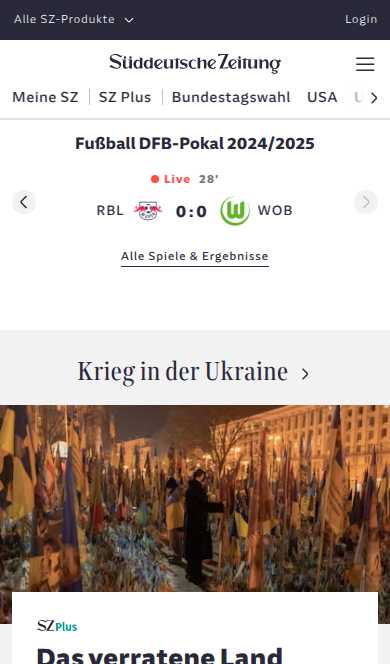 Alle SZ-Produkte
Login
Süddeutsche Zeitung
Meine SZ
SZ Plus
Bundestagswahl
USA
Fußball DFB-Pokal 2024/2025
Live 28'
RBL 0:0 WOB
Alle Spiele & Ergebnisse
Krieg in der Ukraine
SZ Plus
Das verratene Land